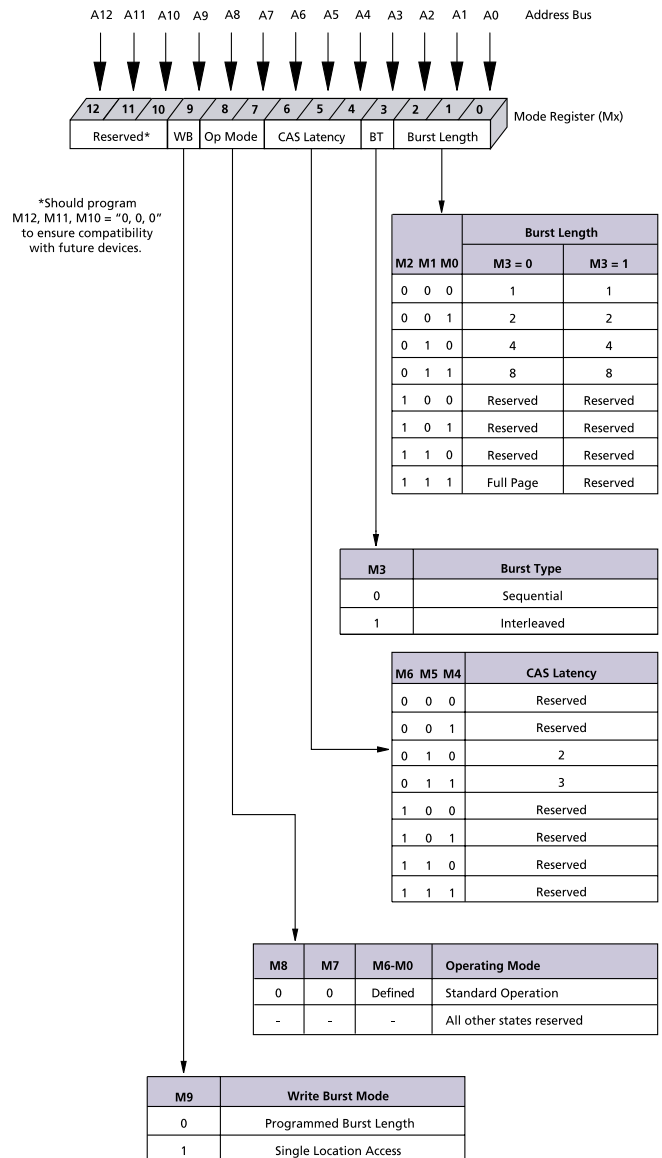 A12 A11 A10 A9 A8 A7 A6 A5 A4 A3 A2 A1 A0 Address Bus
12 11 10 9 8 7 6 5 4 3 2 1 0
Mode Register (Mx)
Reserved* WB Op Mode CAS Latency BT Burst Length
*Should program
M12, M11, M10 = “0, 0, 0”
to ensure compatibility
with future devices.
Burst Length
M2 M1 M0 M3 = 0 M3 = 1
0 0 0 1 1
0 0 1 2 2
0 1 0 4 4
0 1 1 8 8
1 0 0 Reserved Reserved
1 0 1 Reserved Reserved
1 1 0 Reserved Reserved
1 1 1 Full Page Reserved
M3 Burst Type
0 Sequential
1 Interleaved
M6 M5 M4 CAS Latency
0 0 0 Reserved
0 0 1 Reserved
0 1 0 2
0 1 1 3
1 0 0 Reserved
1 0 1 Reserved
1 1 0 Reserved
1 1 1 Reserved
M8 M7 M6-M0 Operating Mode
0 0 Defined Standard Operation
- - - All other states reserved
M9 Write Burst Mode
0 Programmed Burst Length
1 Single Location Access